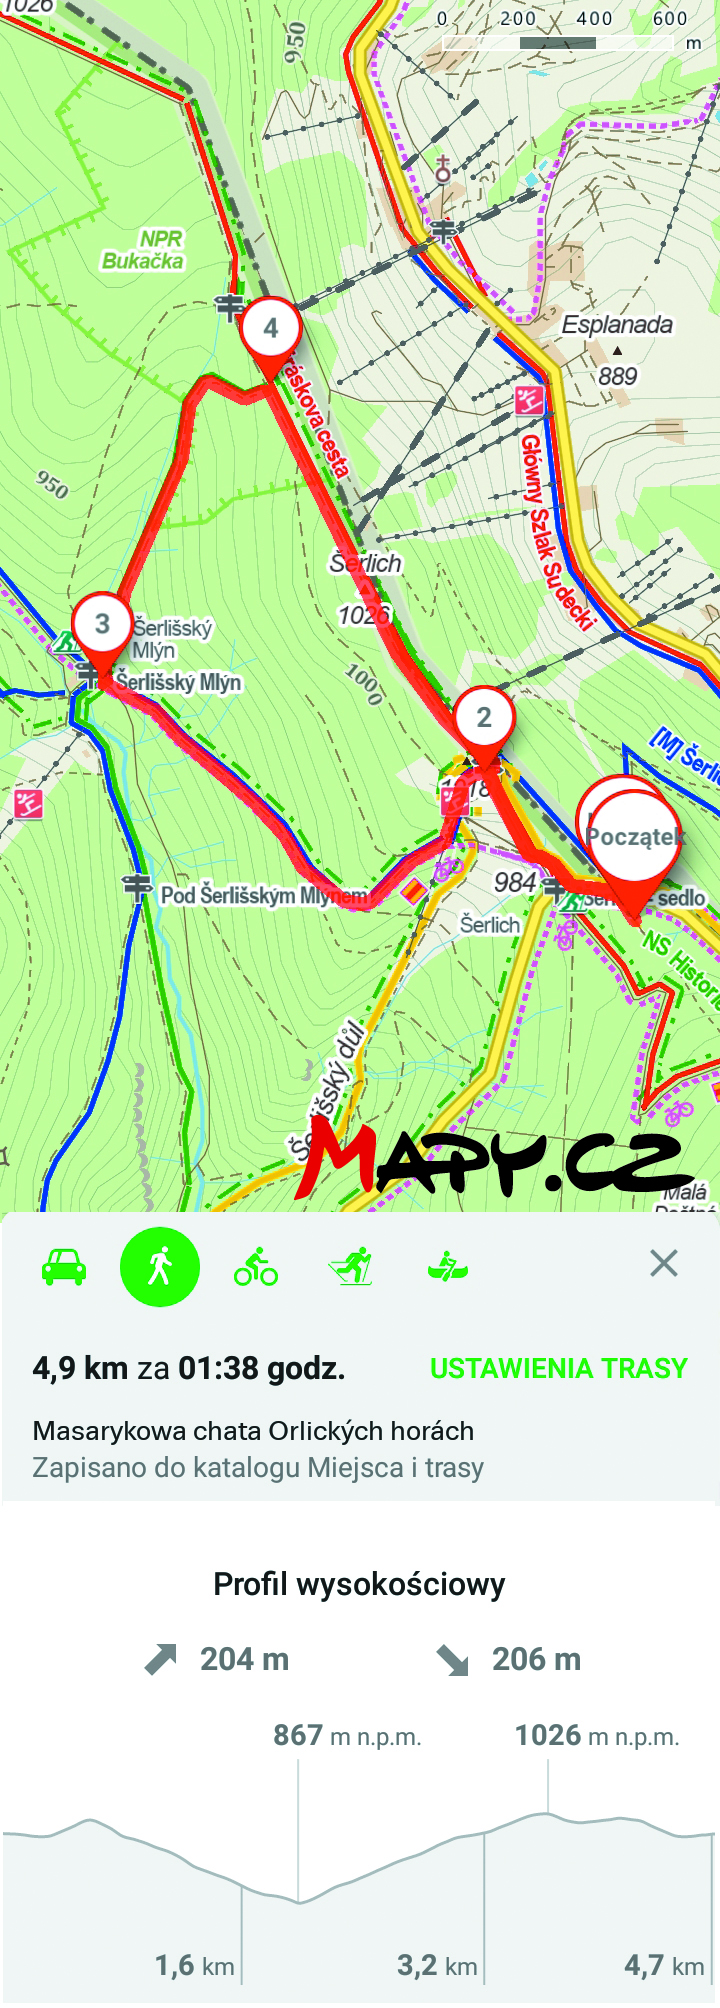 1026
950
0 200 400 600
m
NPR
Bukačka
4
Esplanada
889
ráskova cesta
Główny Szlak Sudecki
950
Šerlich
1026
3
Šerlišský
Mlýn
Šerlišský Mlýn
1000
2
[M] Šerli
Początek
Pod Šerlišským Mlýnem
984
sedlo
Šerlich
NS Histori
Šerlišský důl
MAPY.CZ
Malá
4,9 km za 01:38 godz.
USTAWIENIA TRASY
Masarykowa chata Orlických horách
Zapisano do katalogu Miejsca i trasy
Profil wysokościowy
204 m
206 m
867 m n.p.m.
1026 m n.p.m.
1,6 km
3,2 km
4,7 km